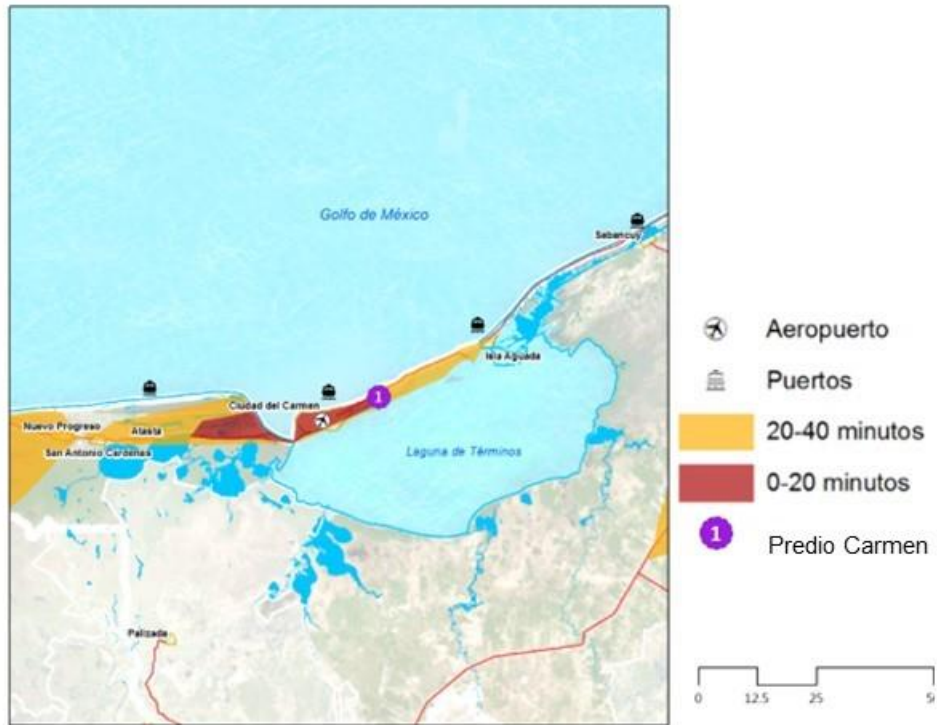 Golfo de México
Sabancuy
Isla Aguada
Ciudad del Carmen
Nuevo Progreso
Atasta
San Antonio Cárdenas
Laguna de Términos
Palizada
Aeropuerto
Puertos
20-40 minutos
0-20 minutos
1
1
Predio Carmen
0 12.5 25